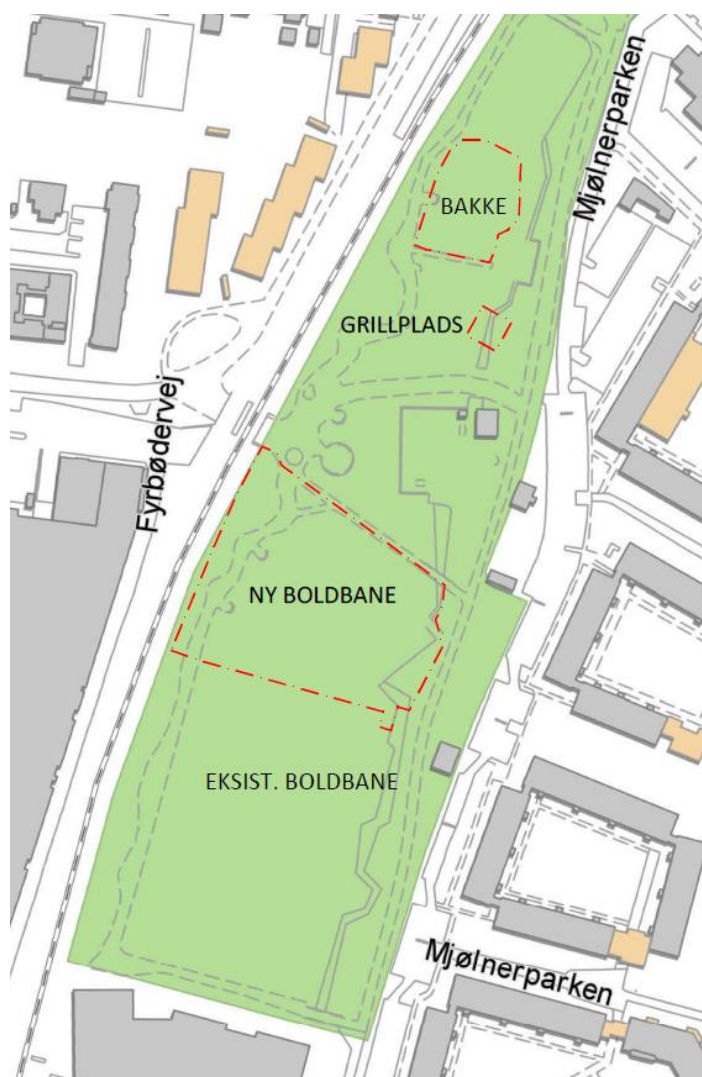 Mjølnerparken
BAKKE
GRILLPLADS
Fyrbødervej
NY BOLDBANE
EKSIST. BOLDBANE
Mjølnerparken